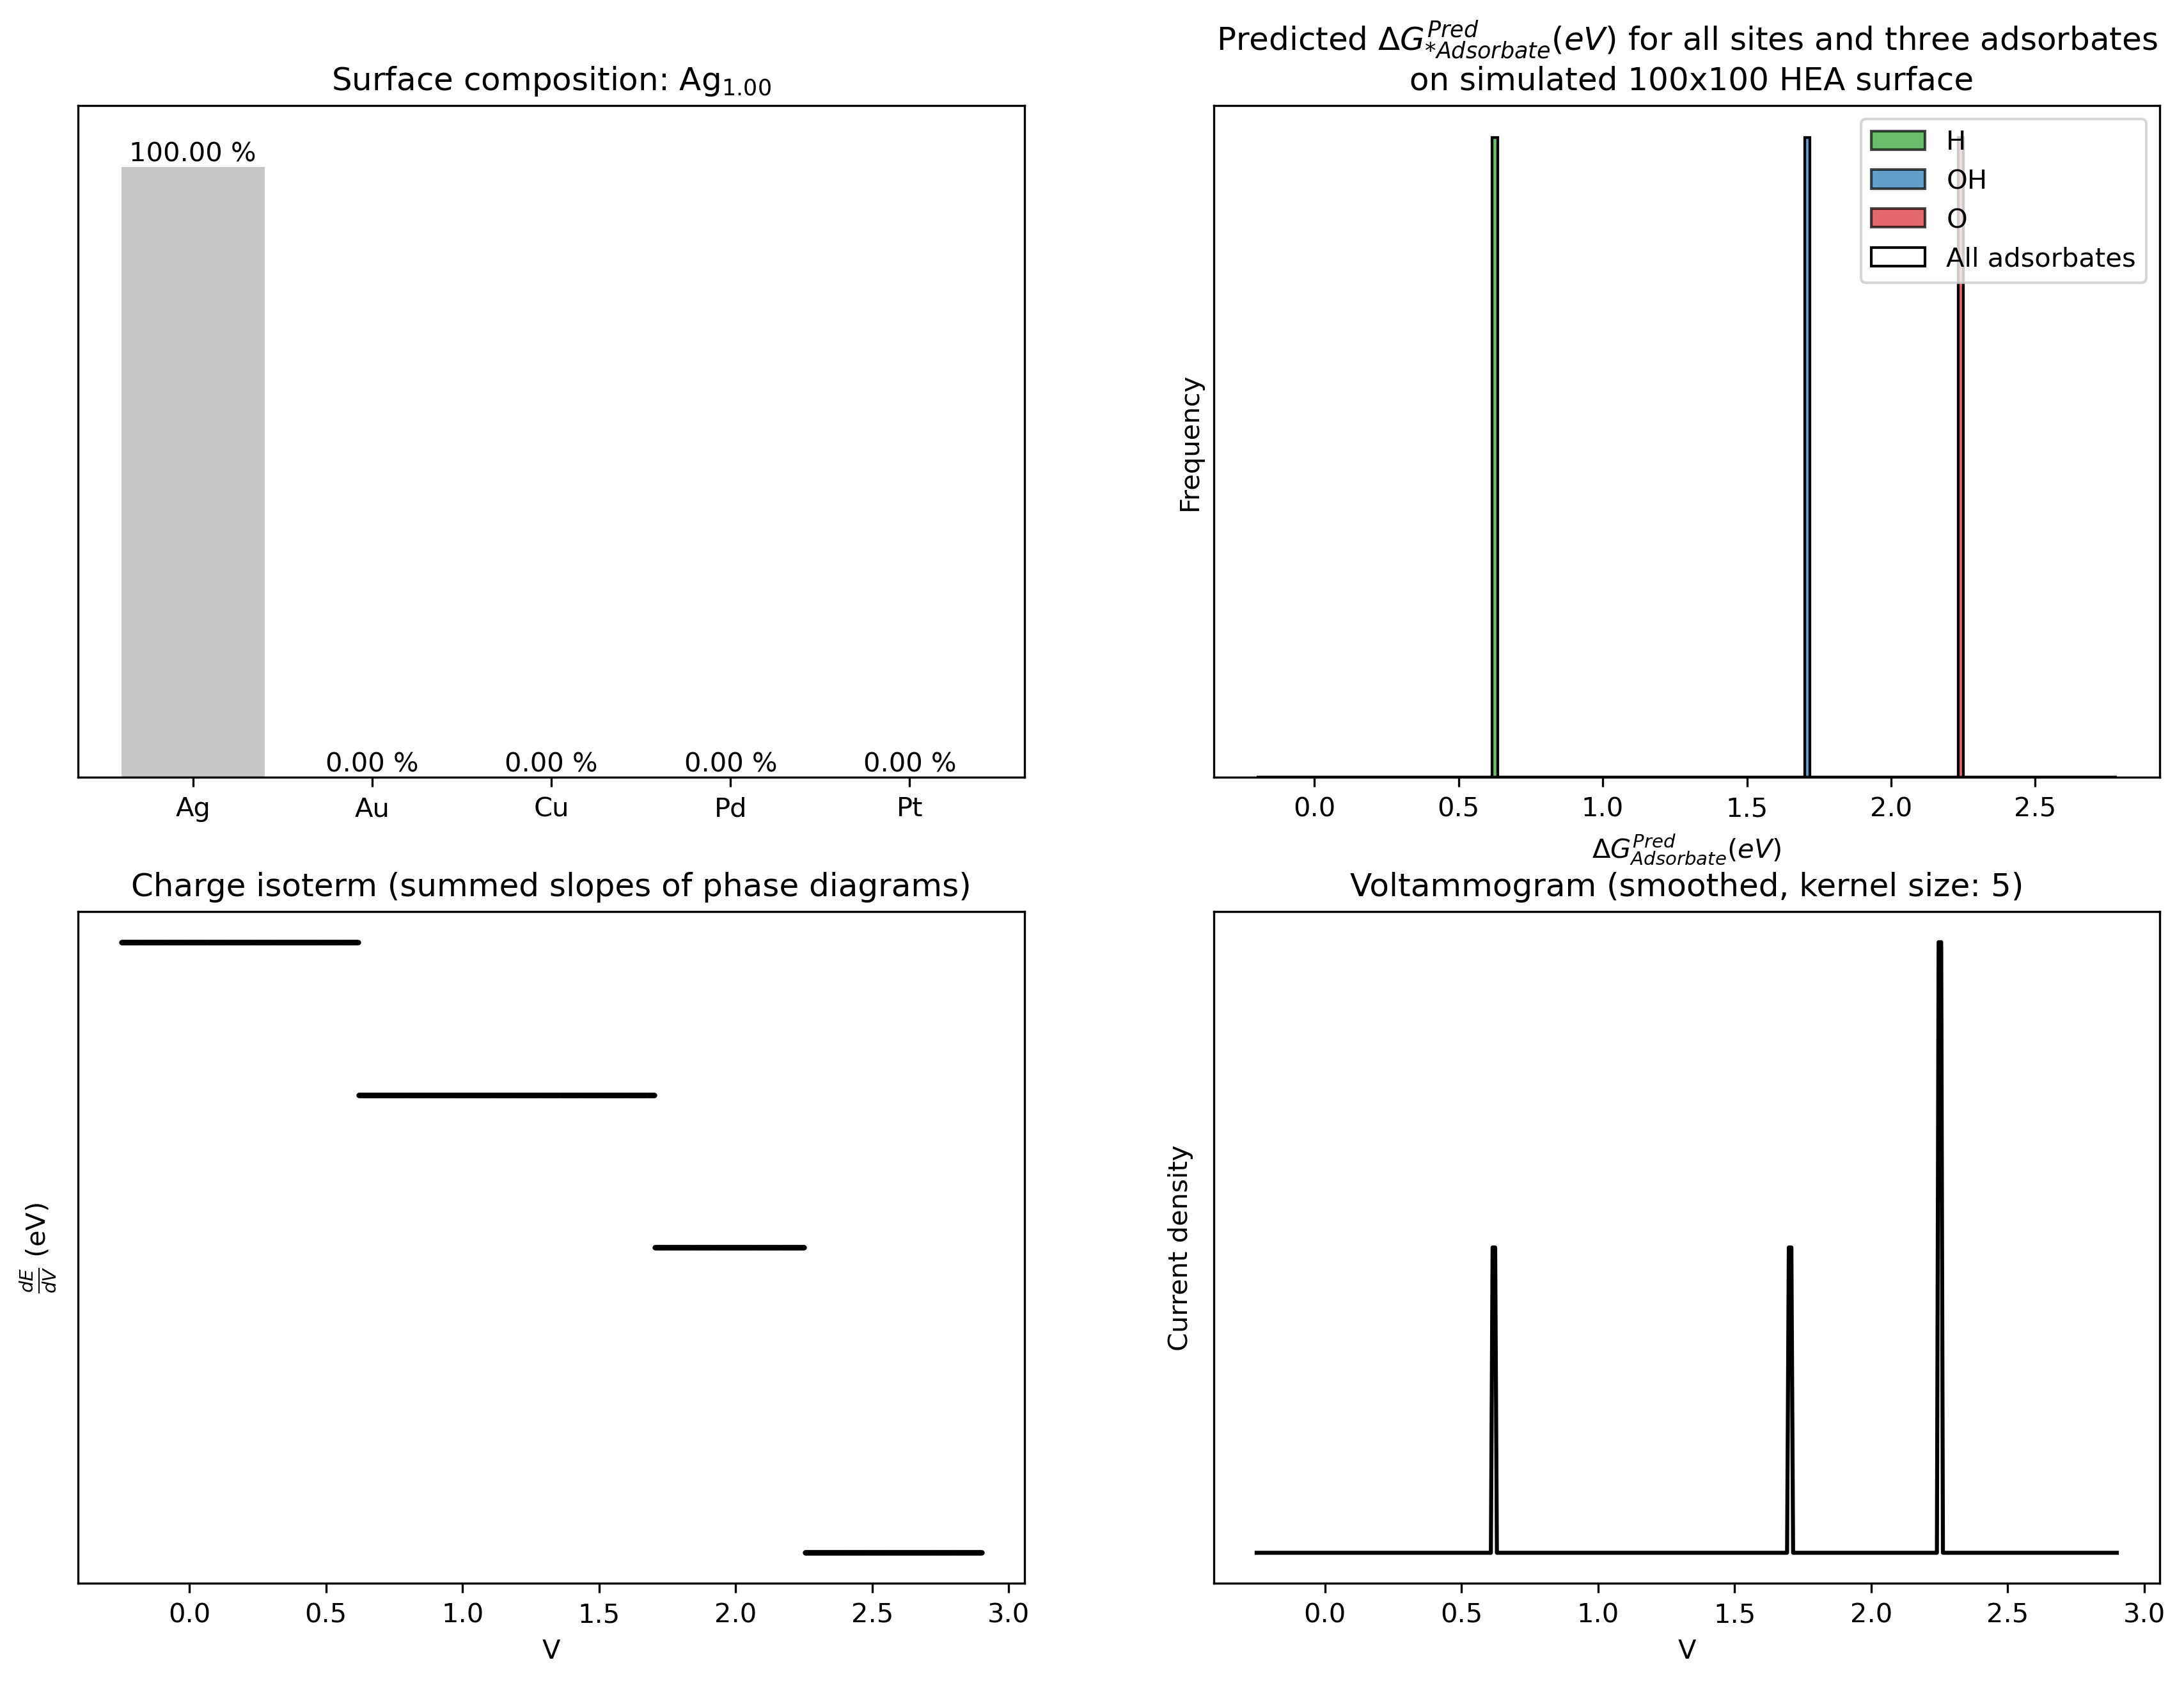 Surface composition: Ag₁.₀₀
100.00 %
0.00 %
0.00 %
0.00 %
0.00 %
Ag
Au
Cu
Pd
Pt
Predicted ΔG^{Pred}_{*Adsorbate}(eV) for all sites and three adsorbates
on simulated 100x100 HEA surface
H
OH
O
All adsorbates
Frequency
0.0
0.5
1.0
1.5
2.0
2.5
ΔG^{Pred}_{Adsorbate}(eV)
Charge isoterm (summed slopes of phase diagrams)
dE/dV (eV)
0.0
0.5
1.0
1.5
2.0
2.5
3.0
V
Voltammogram (smoothed, kernel size: 5)
Current density
0.0
0.5
1.0
1.5
2.0
2.5
3.0
V